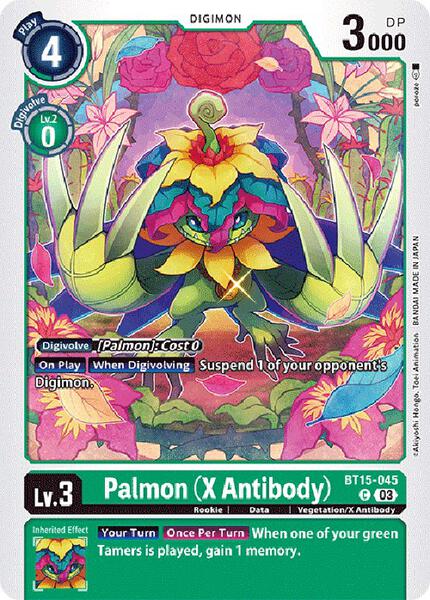 DIGIMON
Play
4
3000
DP
Digivolve
Lv.2
0
poroze
©Akiyoshi Hongo, Toei Animation BANDAI MADE IN JAPAN
Digivolve [Palmon]: Cost 0
On Play When Digivolving Suspend 1 of your opponent's
Digimon.
Lv.3
Palmon (X Antibody)
BT15-045
C 03
Rookie Data Vegetation/X Antibody
Inherited Effect
Your Turn Once Per Turn When one of your green
Tamers is played, gain 1 memory.